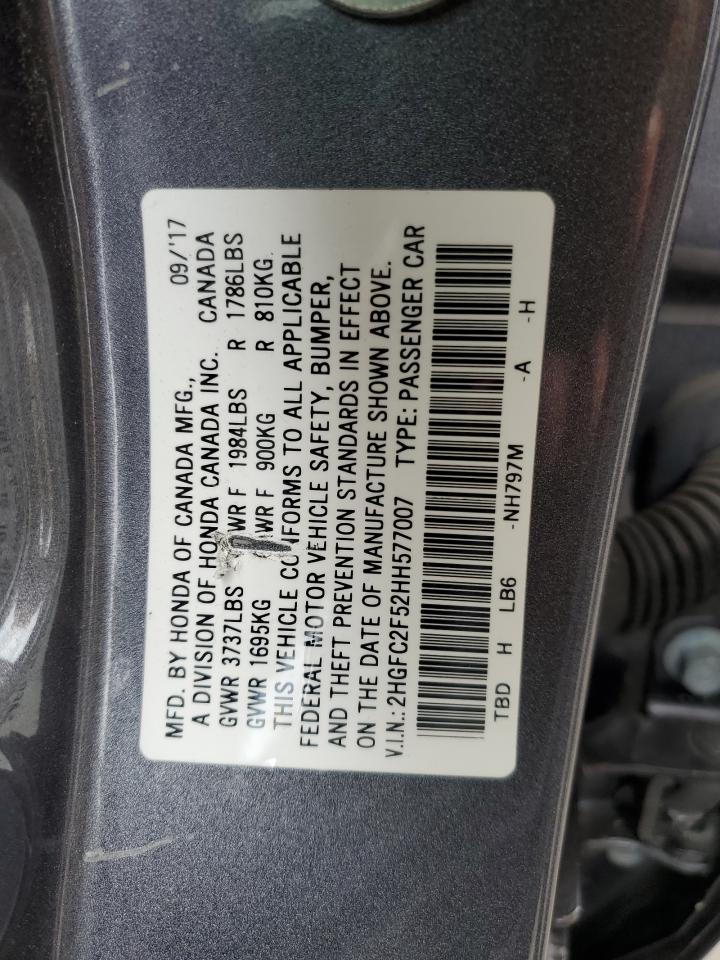 MFD. BY HONDA OF CANADA MFG., 09/'17
A DIVISION OF HONDA CANADA INC. CANADA
GVWR 3737LBS WR F 1984LBS R 1786LBS
GVWR 1695KG WR F 900KG R 810KG
THIS VEHICLE CONFORMS TO ALL APPLICABLE
FEDERAL MOTOR VEHICLE SAFETY, BUMPER,
AND THEFT PREVENTION STANDARDS IN EFFECT
ON THE DATE OF MANUFACTURE SHOWN ABOVE.
V.I.N.: 2HGFC2F52HH577007 TYPE: PASSENGER CAR
TBD H LB6 -NH797M -A -H